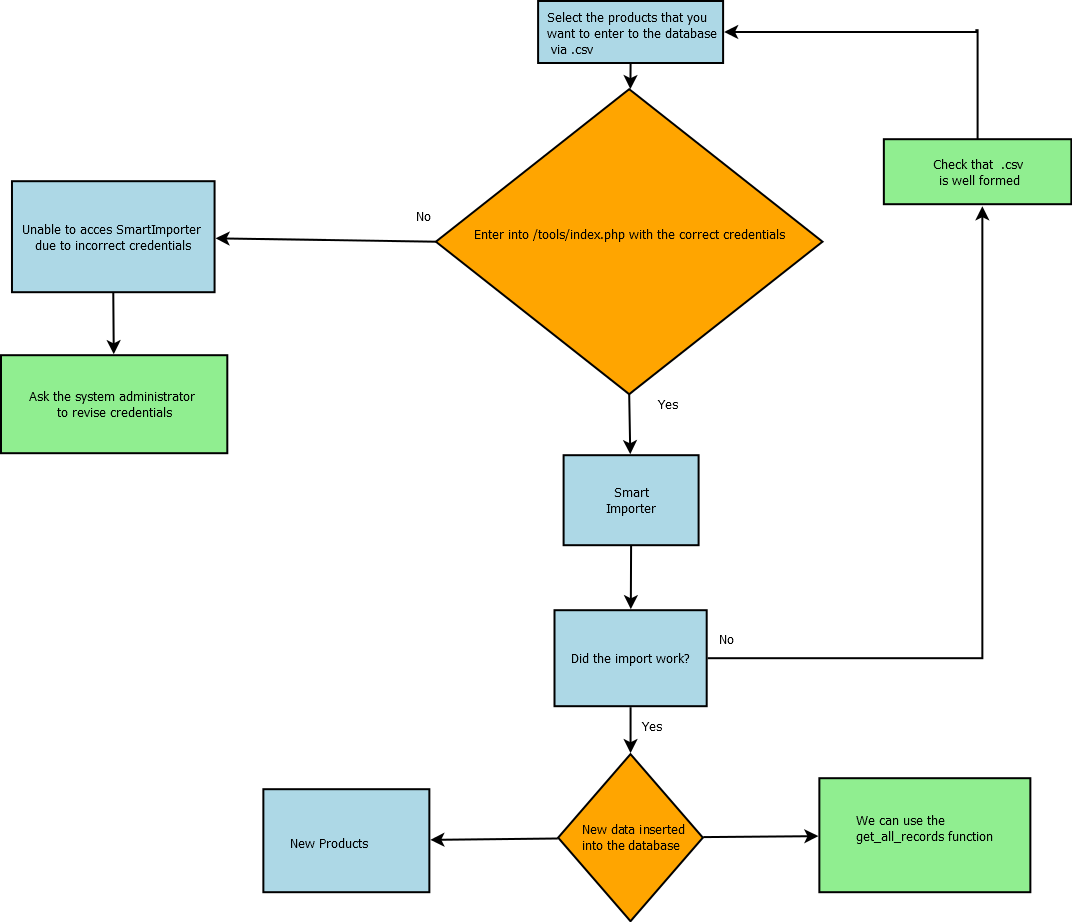 Select the products that you
want to enter to the database
via .csv
Check that .csv
is well formed
No
Unable to acces SmartImporter
due to incorrect credentials
Enter into /tools/index.php with the correct credentials
Ask the system administrator
to revise credentials
Yes
Smart
Importer
Did the import work?
No
Yes
New Products
New data inserted
into the database
We can use the
get_all_records function